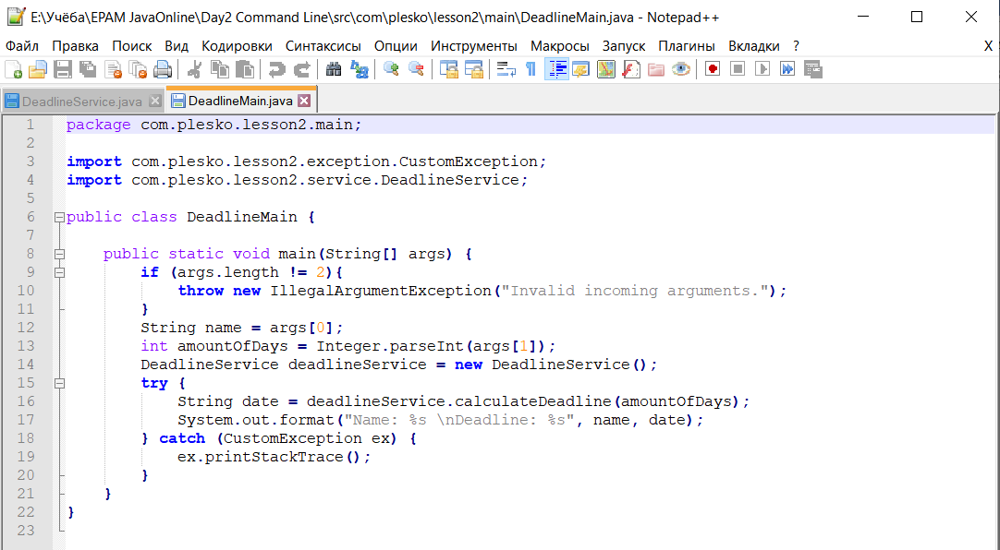 E:\Учёба\EPAM JavaOnline\Day2 Command Line\src\com\plesko\lesson2\main\DeadlineMain.java - Notepad++
Файл Правка Поиск Вид Кодировки Синтаксисы Опции Инструменты Макросы Запуск Плагины Вкладки ? X
DeadlineService.java DeadlineMain.java
1 package com.plesko.lesson2.main;
2
3 import com.plesko.lesson2.exception.CustomException;
4 import com.plesko.lesson2.service.DeadlineService;
5
6 public class DeadlineMain {
7
8     public static void main(String[] args) {
9         if (args.length != 2){
10             throw new IllegalArgumentException("Invalid incoming arguments.");
11         }
12         String name = args[0];
13         int amountOfDays = Integer.parseInt(args[1]);
14         DeadlineService deadlineService = new DeadlineService();
15         try {
16             String date = deadlineService.calculateDeadline(amountOfDays);
17             System.out.format("Name: %s \nDeadline: %s", name, date);
18         } catch (CustomException ex) {
19             ex.printStackTrace();
20         }
21     }
22 }
23